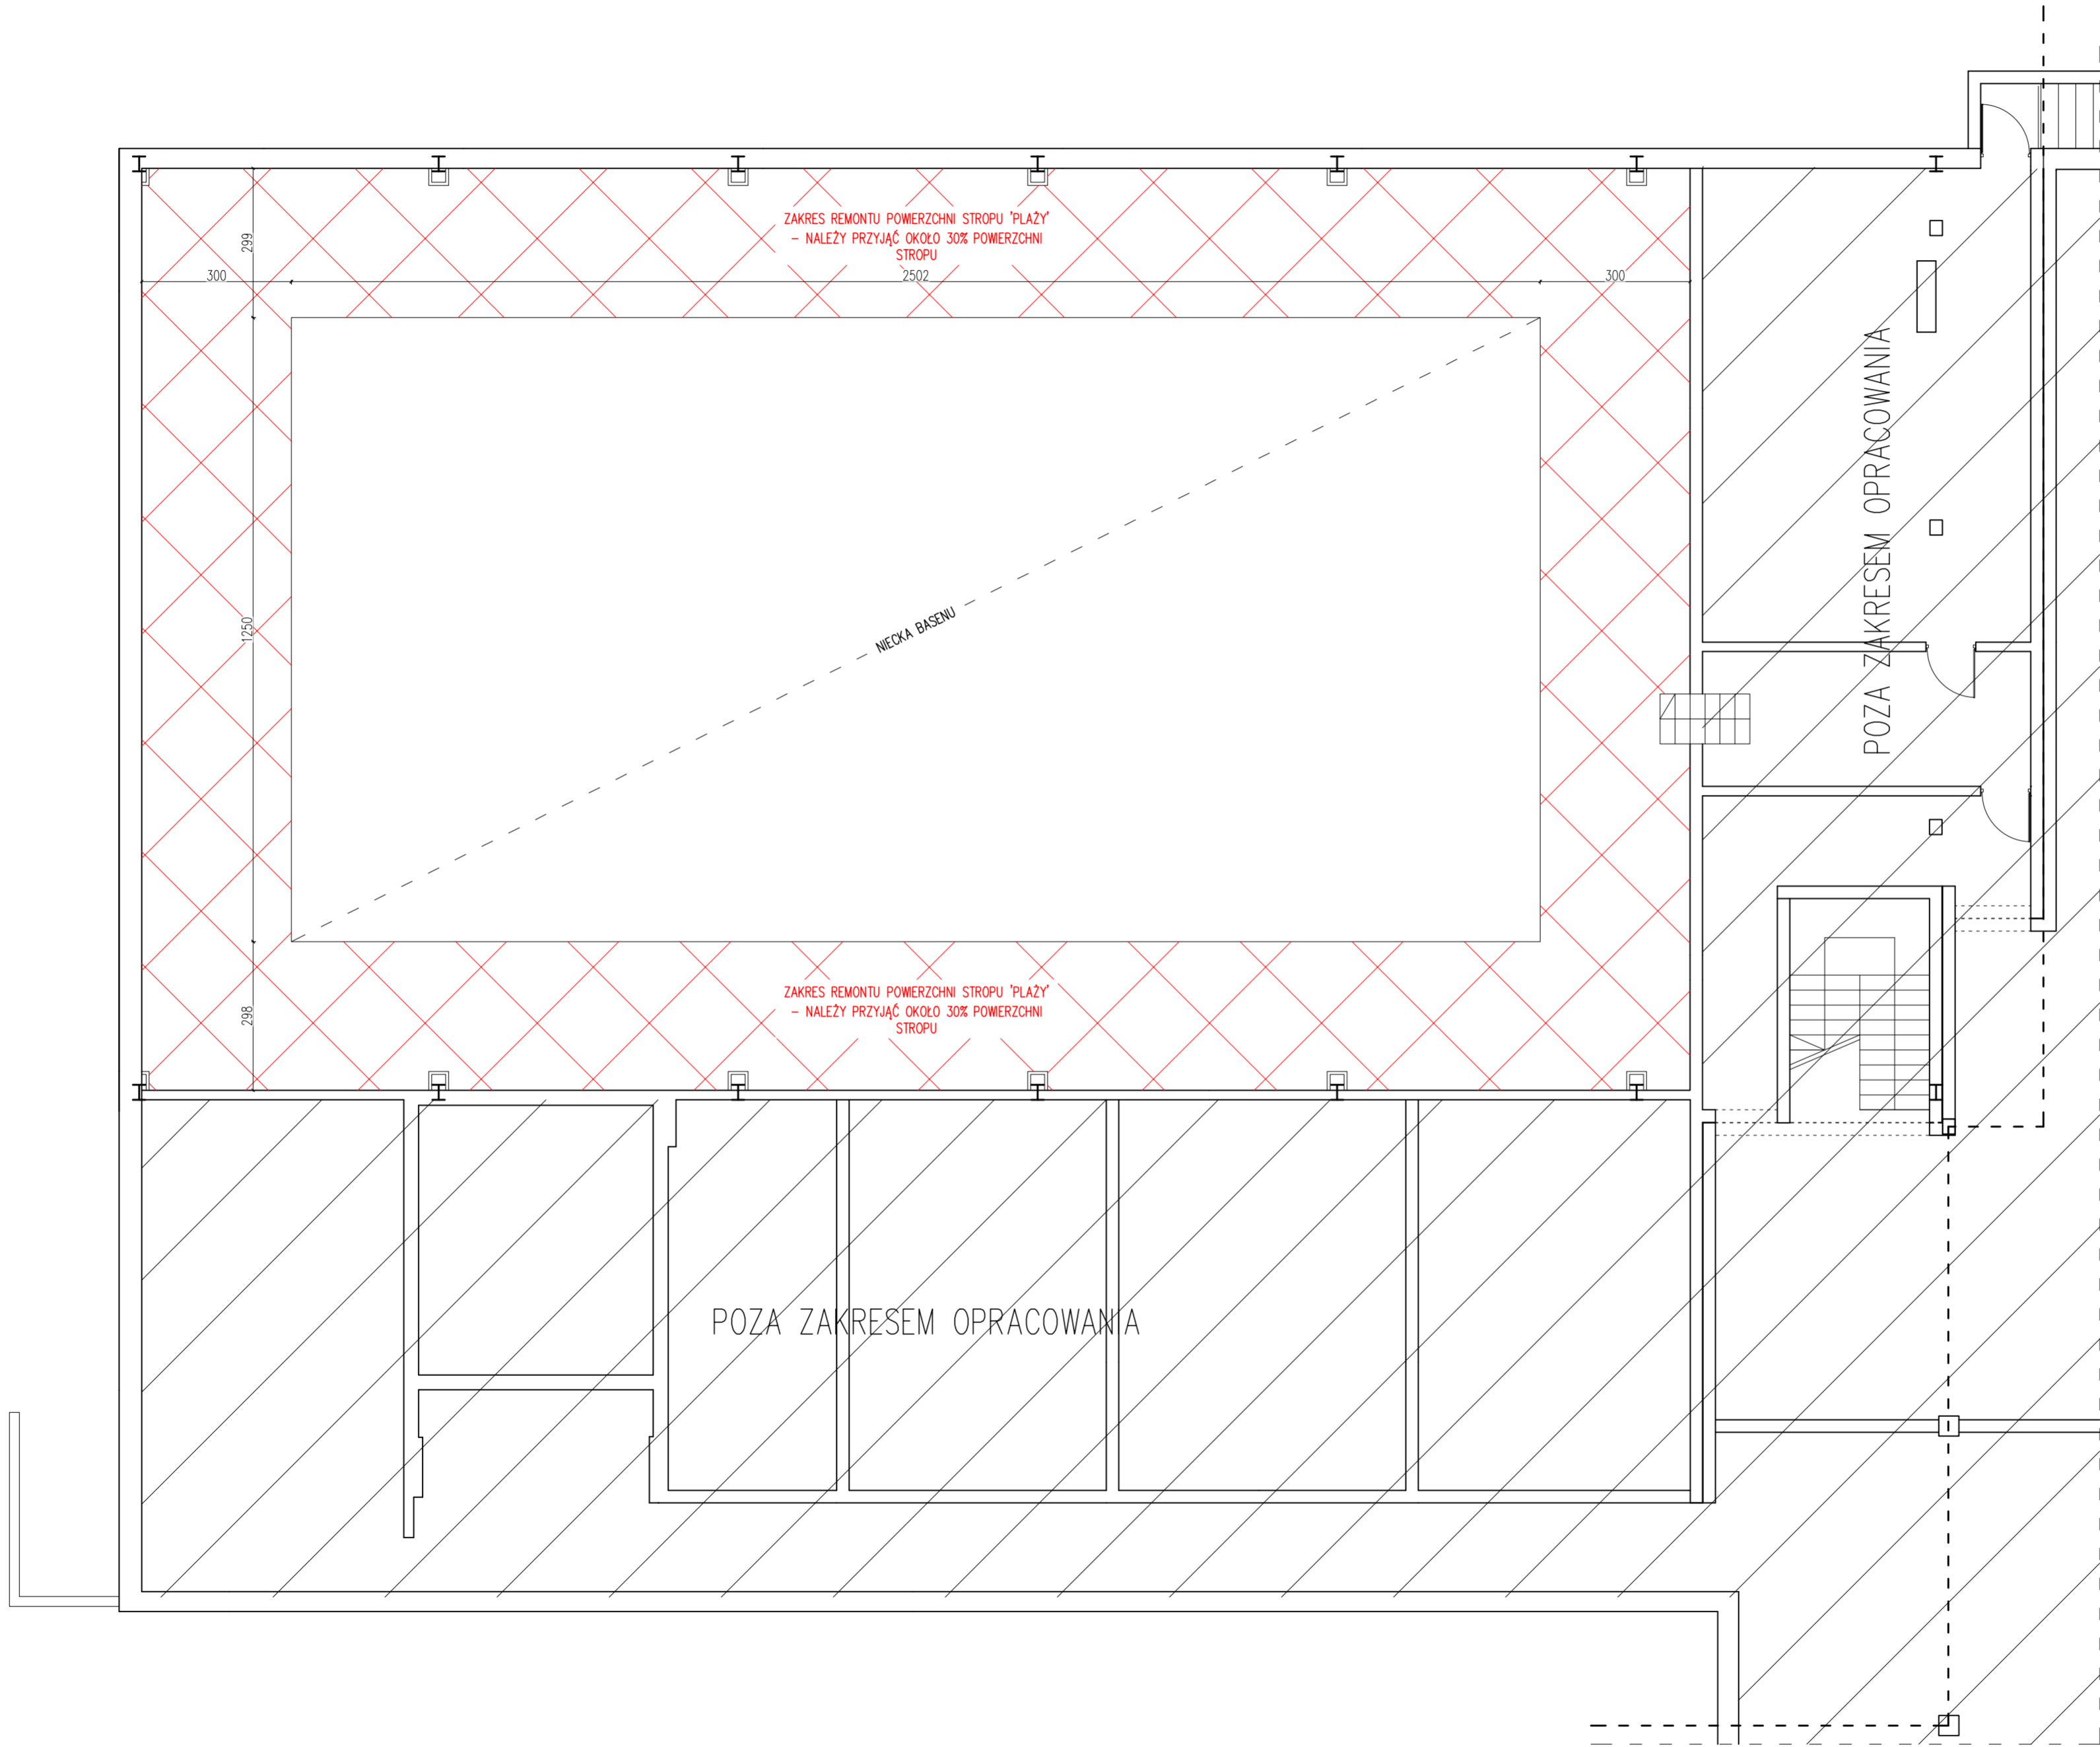 ZAKRES REMONTU POWIERZCHNI STROPU 'PLAŻY'
- NALEŻY PRZYJĄĆ OKOŁO 30% POWIERZCHNI
STROPU
299
300
2502
300
POZA ZAKRESEM OPRACOWANIA
1250
NIECKA BASENU
ZAKRES REMONTU POWIERZCHNI STROPU 'PLAŻY'
- NALEŻY PRZYJĄĆ OKOŁO 30% POWIERZCHNI
STROPU
298
POZA ZAKRESEM OPRACOWANIA